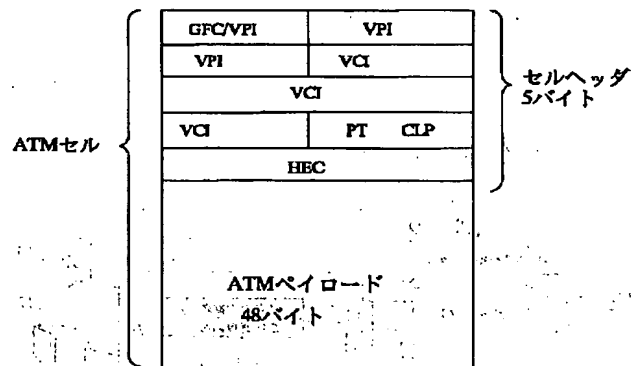 GFC/VPI VPI
VPI VCI
VCI
VCI PT CLP
HEC
セルヘッダ
5バイト
ATMセル
ATMペイロード
48バイト